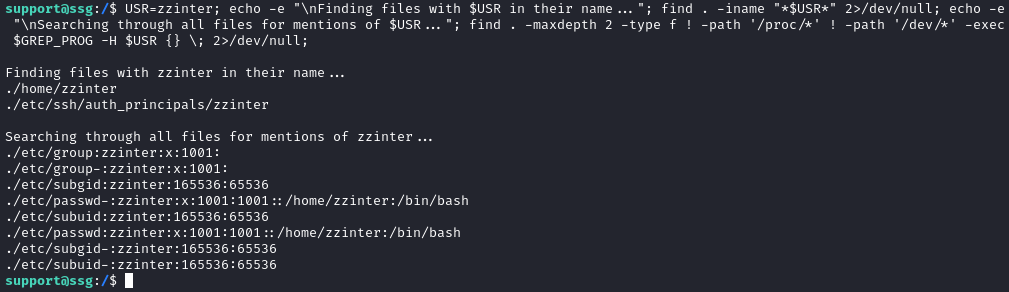 support@ssg:/$ USR=zzinter; echo -e "\nFinding files with $USR in their name..."; find . -iname "*$USR*" 2>/dev/null; echo -e
 "\nSearching through all files for mentions of $USR..."; find . -maxdepth 2 -type f ! -path '/proc/*' ! -path '/dev/*' -exec
 $GREP_PROG -H $USR {} \; 2>/dev/null;
Finding files with zzinter in their name...
./home/zzinter
./etc/ssh/auth_principals/zzinter
Searching through all files for mentions of zzinter...
./etc/group:zzinter:x:1001:
./etc/group-:zzinter:x:1001:
./etc/subgid:zzinter:165536:65536
./etc/passwd-:zzinter:x:1001:1001::/home/zzinter:/bin/bash
./etc/subuid:zzinter:165536:65536
./etc/passwd:zzinter:x:1001:1001::/home/zzinter:/bin/bash
./etc/subgid-:zzinter:165536:65536
./etc/subuid-:zzinter:165536:65536
support@ssg:/$